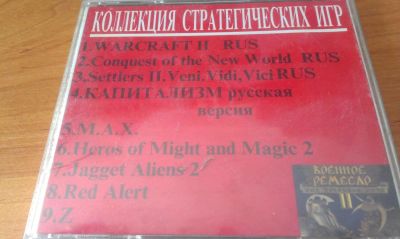 КОЛЛЕКЦИЯ СТРАТЕГИЧЕСКИХ ИГР
1.WARCRAFT II RUS
2.Conquest of the New World RUS
3.Settlers II.Veni,Vidi,Vici RUS
4.КАПИТАЛИЗМ русская
версия
5.M.A.X.
6.Heros of Might and Magic 2
7.Jagget Aliens 2
8.Red Alert
9.Z
ВОЕННОЕ
РЕМЕСЛО
II